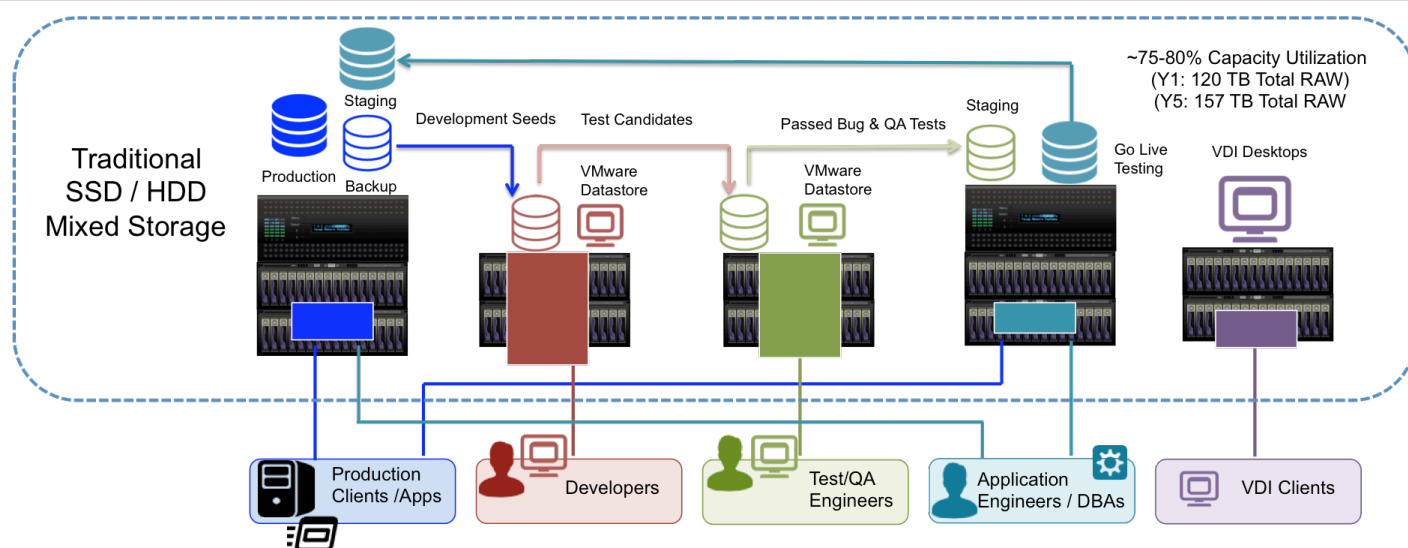 Traditional
SSD / HDD
Mixed Storage
Staging
Production
Backup
Development Seeds
Test Candidates
VMware
Datastore
Passed Bug & QA Tests
VMware
Datastore
Staging
Go Live
Testing
~75-80% Capacity Utilization
(Y1: 120 TB Total RAW)
(Y5: 157 TB Total RAW
VDI Desktops
Production
Clients /Apps
Developers
Test/QA
Engineers
Application
Engineers / DBAs
VDI Clients